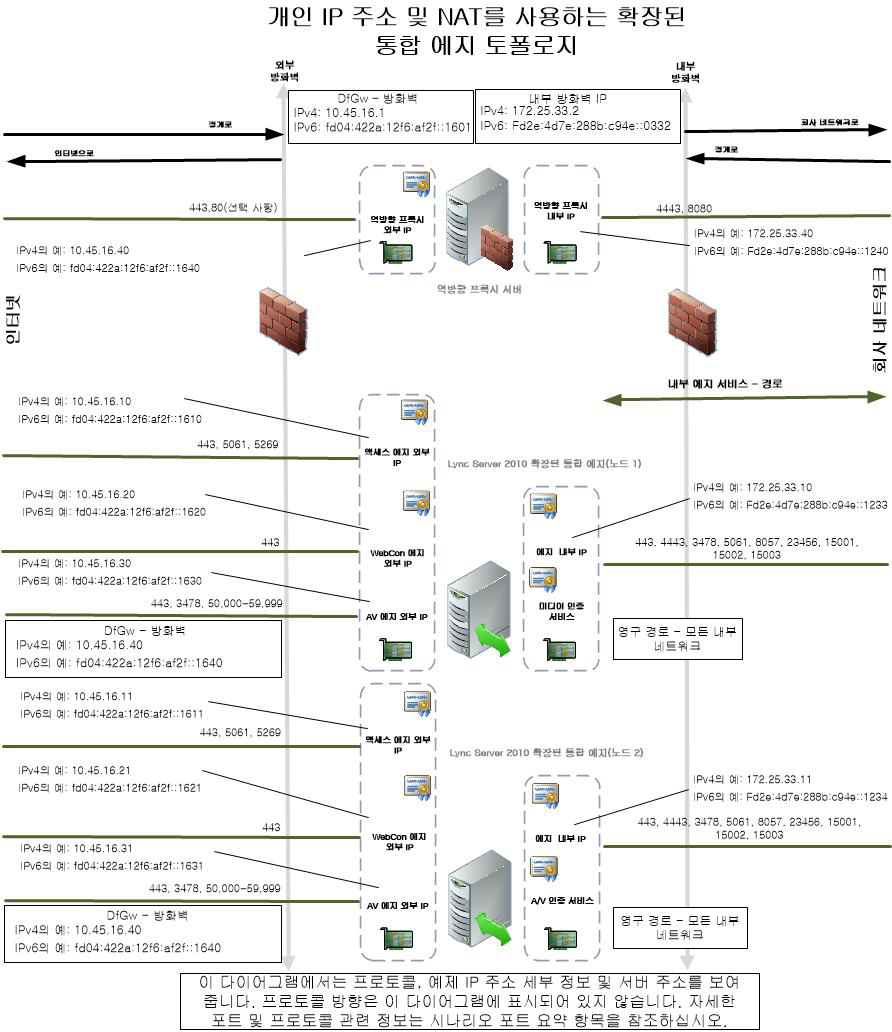 개인 IP 주소 및 NAT를 사용하는 확장된
통합 에지 토폴로지
외부
방화벽
내부
방화벽
DfGw - 방화벽
IPv4: 10.45.16.1
IPv6: fd04:422a:12f6:af2f::1601
내부 방화벽 IP
IPv4: 172.25.33.2
IPv6: Fd2e:4d7e:288b:c94e::0332
경계로
회사 네트워크로
인터넷으로
경계로
443,80(선택 사항)
역방향 프록시
외부 IP
역방향 프록시
내부 IP
4443, 8080
IPv4의 예: 10.45.16.40
IPv6의 예: fd04:422a:12f6:af2f::1640
IPv4의 예: 172.25.33.40
IPv6의 예: Fd2e:4d7e:288b:c94e::1240
역방향 프록시 서버
인터넷
회사 네트워크
내부 에지 서비스 - 경로
IPv4의 예: 10.45.16.10
IPv6의 예: fd04:422a:12f6:af2f::1610
443, 5061, 5269
액세스 에지 외부
IP
Lync Server 2010 확장된 통합 에지(노드 1)
IPv4의 예: 10.45.16.20
IPv6의 예: fd04:422a:12f6:af2f::1620
IPv4의 예: 172.25.33.10
IPv6의 예: Fd2e:4d7e:288b:c94e::1233
443
WebCon 에지
외부 IP
에지 내부 IP
443, 4443, 3478, 5061, 8057, 23456, 15001,
15002, 15003
IPv4의 예: 10.45.16.30
IPv6의 예: fd04:422a:12f6:af2f::1630
443, 3478, 50,000-59,999
AV 에지 외부 IP
미디어 인증
서비스
DfGw - 방화벽
IPv4의 예: 10.45.16.40
IPv6의 예: fd04:422a:12f6:af2f::1640
영구 경로 - 모든 내부
네트워크
IPv4의 예: 10.45.16.11
IPv6의 예: fd04:422a:12f6:af2f::1611
443, 5061, 5269
액세스 에지 외부
IP
Lync Server 2010 확장된 통합 에지(노드 2)
IPv4의 예: 10.45.16.21
IPv6의 예: fd04:422a:12f6:af2f::1621
IPv4의 예: 172.25.33.11
IPv6의 예: Fd2e:4d7e:288b:c94e::1234
443
WebCon 에지
외부 IP
에지 내부 IP
443, 4443, 3478, 5061, 8057, 23456, 15001,
15002, 15003
IPv4의 예: 10.45.16.31
IPv6의 예: fd04:422a:12f6:af2f::1631
443, 3478, 50,000-59,999
AV 에지 외부 IP
A/V 인증 서비스
DfGw - 방화벽
IPv4의 예: 10.45.16.40
IPv6의 예: fd04:422a:12f6:af2f::1640
영구 경로 - 모든 내부
네트워크
이 다이어그램에서는 프로토콜, 예제 IP 주소 세부 정보 및 서버 주소를 보여
줍니다. 프로토콜 방향은 이 다이어그램에 표시되어 있지 않습니다. 자세한
포트 및 프로토콜 관련 정보는 시나리오 포트 요약 항목을 참조하십시오.